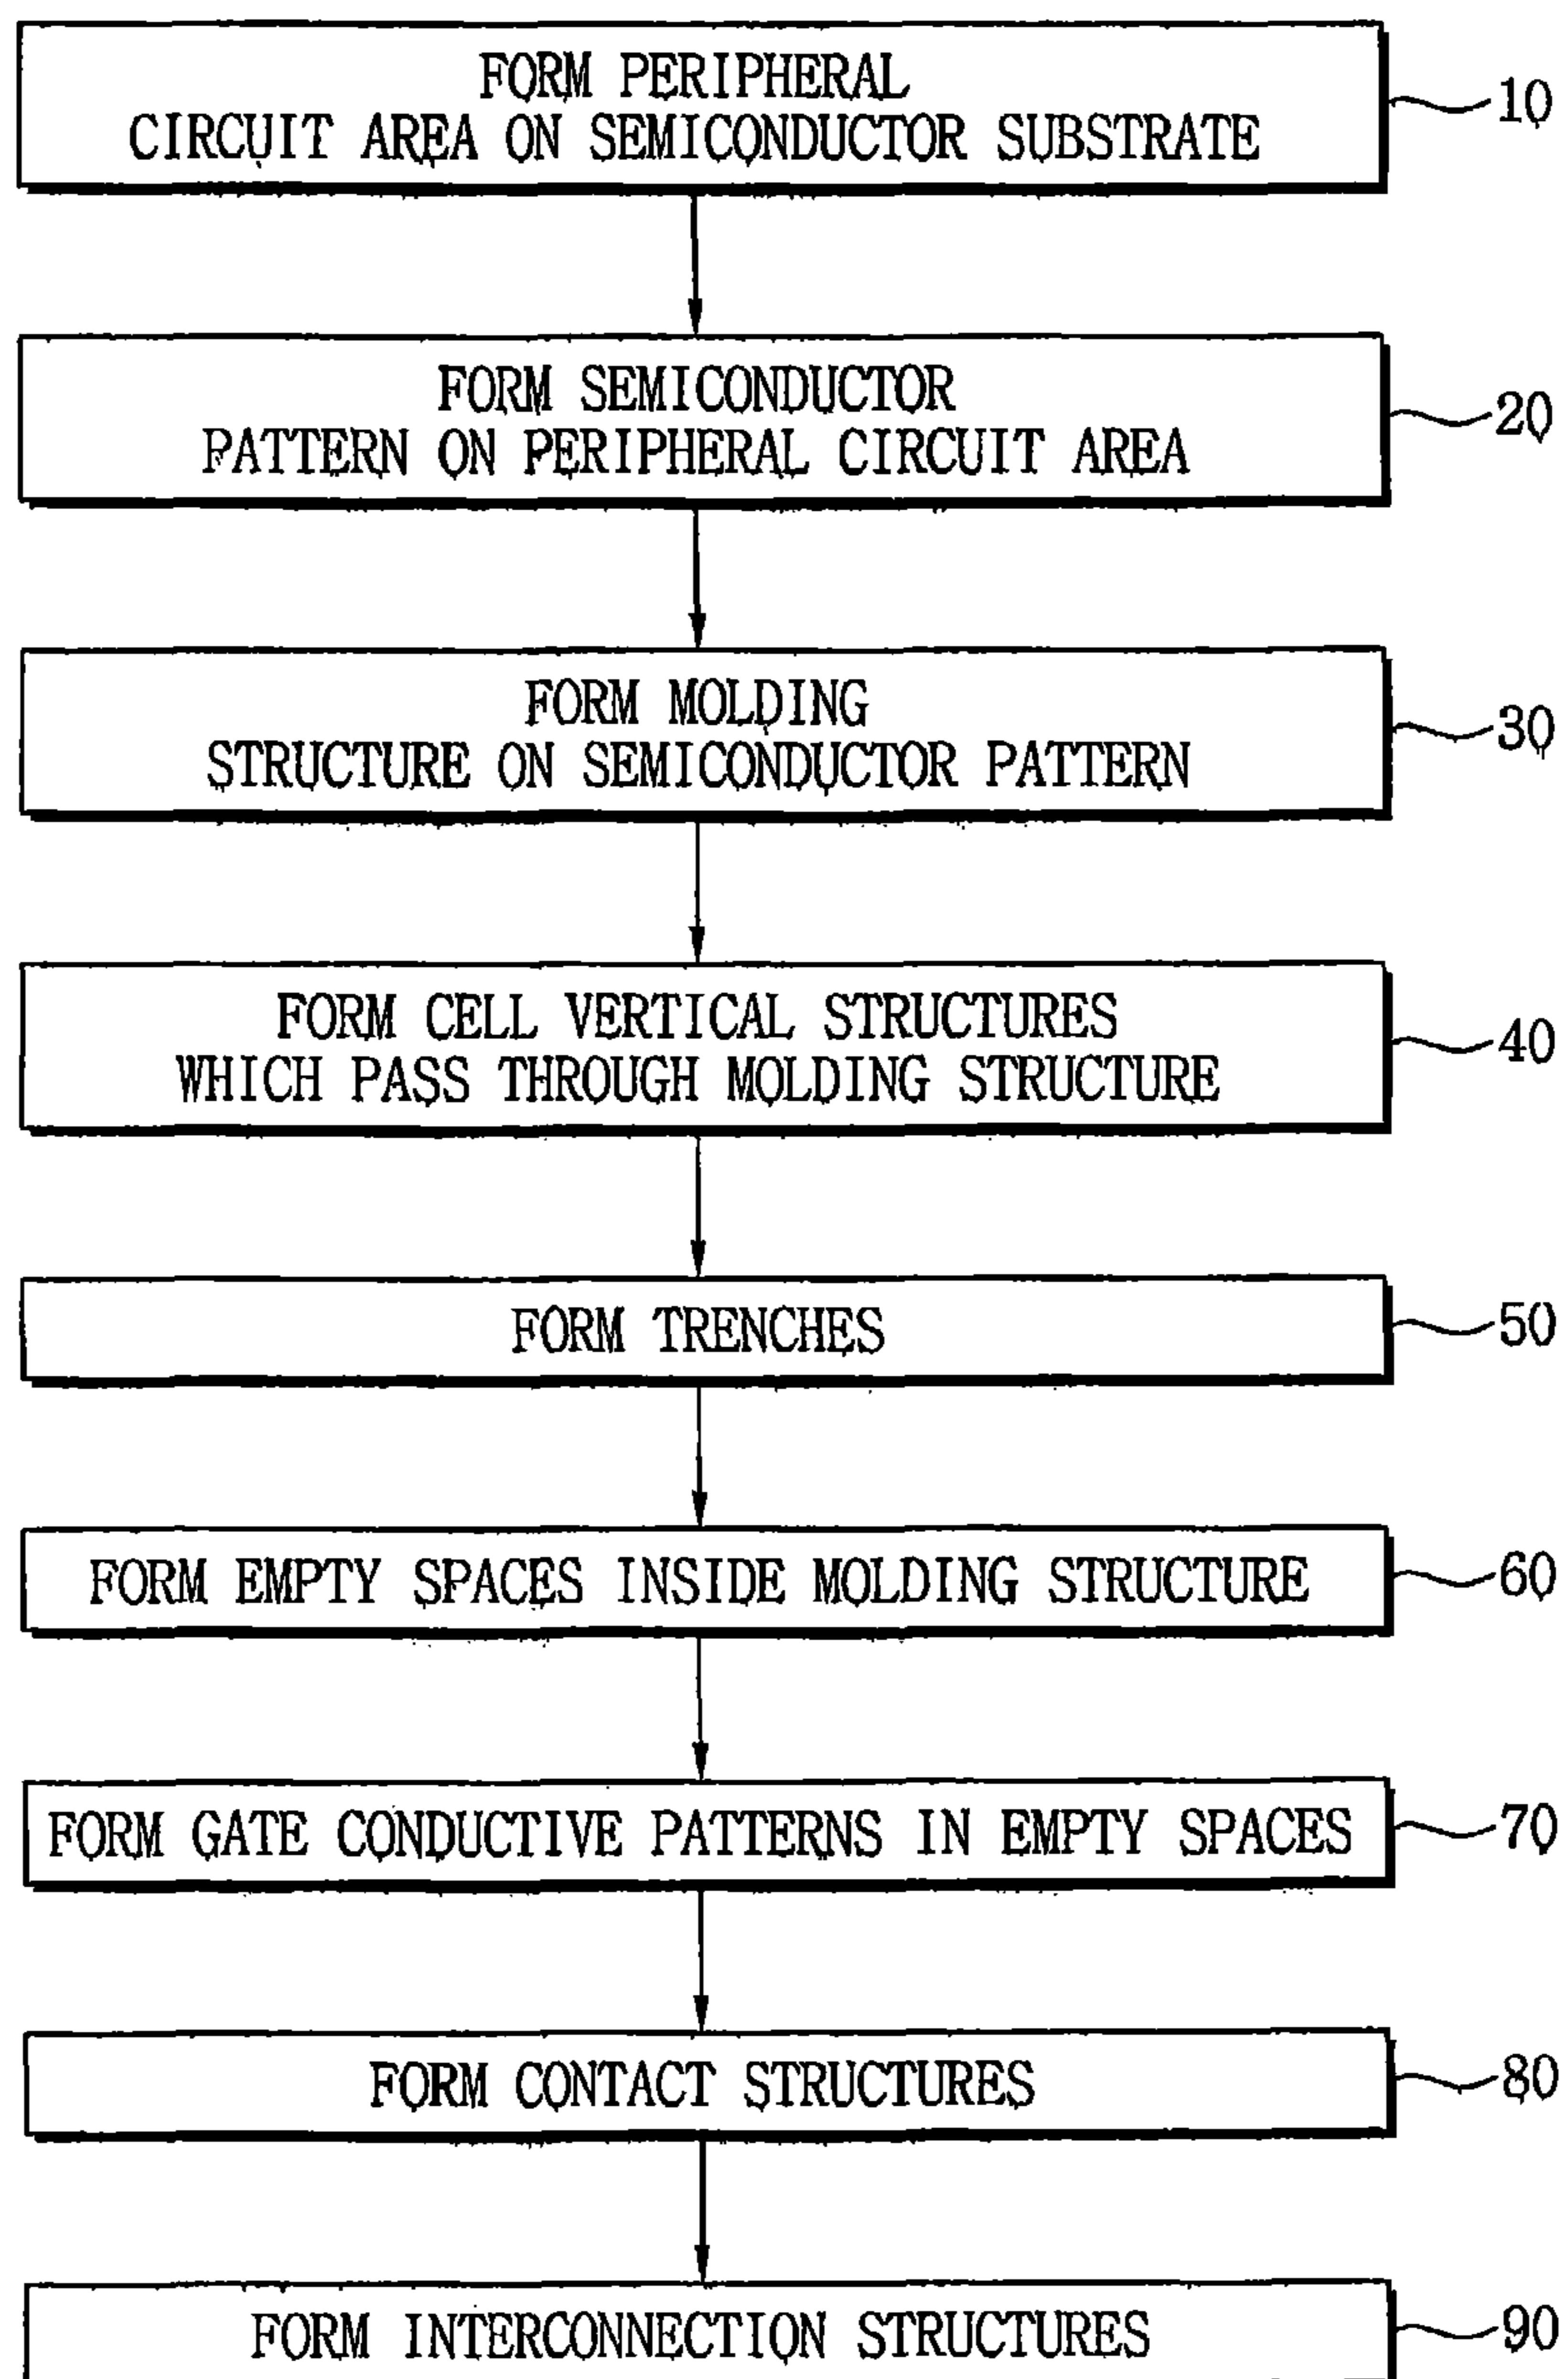 FORM PERIPHERAL
CIRCUIT AREA ON SEMICONDUCTOR SUBSTRATE
10
FORM SEMICONDUCTOR
PATTERN ON PERIPHERAL CIRCUIT AREA
20
FORM MOLDING
STRUCTURE ON SEMICONDUCTOR PATTERN
30
FORM CELL VERTICAL STRUCTURES
WHICH PASS THROUGH MOLDING STRUCTURE
40
FORM TRENCHES
50
FORM EMPTY SPACES INSIDE MOLDING STRUCTURE
60
FORM GATE CONDUCTIVE PATTERNS IN EMPTY SPACES
70
FORM CONTACT STRUCTURES
80
FORM INTERCONNECTION STRUCTURES
90